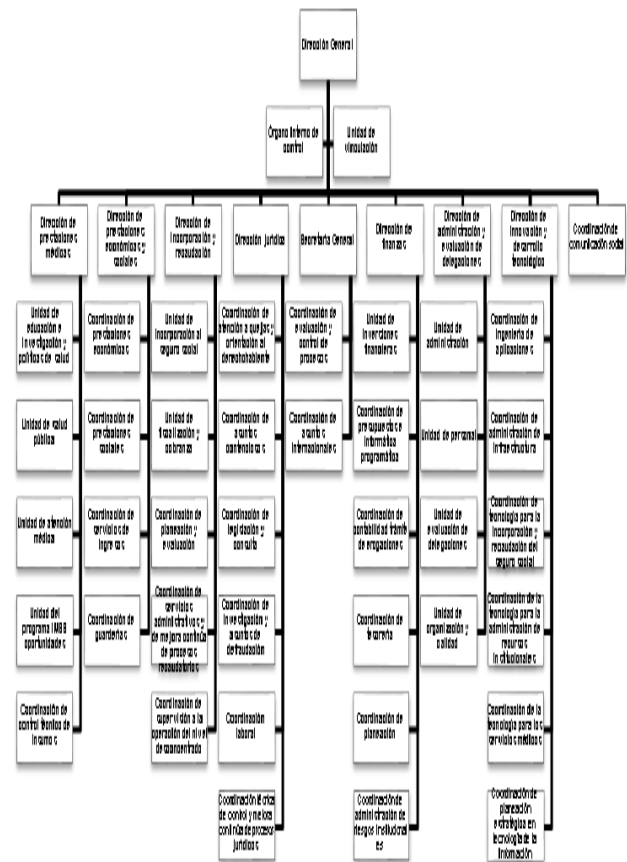 Dirección General
Órgano Interno de
control
Unidad de
vinculación
Dirección de
prestaciones
médicas
Dirección de
prestaciones
económicas y
sociales
Dirección de
incorporación y
recaudación
Dirección jurídica
Secretaría General
Dirección de
finanzas
Dirección de
administración y
evaluación de
delegaciones
Dirección de
innovación y
desarrollo
tecnológico
Coordinación de
comunicación social
Unidad de
educación e
investigación y
políticas de salud
Unidad de salud
pública
Unidad de atención
médica
Unidad del
programa IMSS
oportunidades
Coordinación de
control técnico de
insumos
Coordinación de
prestaciones
económicas
Coordinación de
prestaciones
sociales
Coordinación de
servicios de
ingresos
Coordinación de
guarderías
Unidad de
incorporación al
seguro social
Unidad de
fiscalización y
cobranza
Coordinación de
planeación y
evaluación
Coordinación de
servicios
administrativos y
de mejora continúa
de procesos
recaudatorios
Coordinación de
supervisión a la
operación del nivel
desconcentrado
Coordinación de
atención a quejas y
orientación al
derechohabiente
Coordinación de
asuntos
contenciosos
Coordinación de
legislación y
consulta
Coordinación de
investigación y
asuntos de
defraudación
Coordinación
laboral
Coordinación técnica
de control y mejora
continúa de procesos
jurídicos
Coordinación de
evaluación y
control de
procesos
Coordinación de
asuntos
internacionales
Unidad de
inversiones
financieras
Coordinación de
presupuesto e
informática
programática
Coordinación de
contabilidad trámite
de erogaciones
Coordinación de
tesorería
Coordinación de
planeación
Coordinación de
administración de
riesgos institucional
es
Unidad de
administración
Unidad de personal
Unidad de
evaluación de
delegaciones
Unidad de
organización y
calidad
Coordinación de
ingeniería de
aplicaciones
Coordinación de
administración de
infraestructura
Coordinación de
tecnología para la
incorporación y
recaudación del
seguro social
Coordinación de la
tecnología para la
administración de
recursos
institucionales
Coordinación de la
tecnología para los
servicios médicos
Coordinación de
planeación
estratégica en
tecnología de la
información